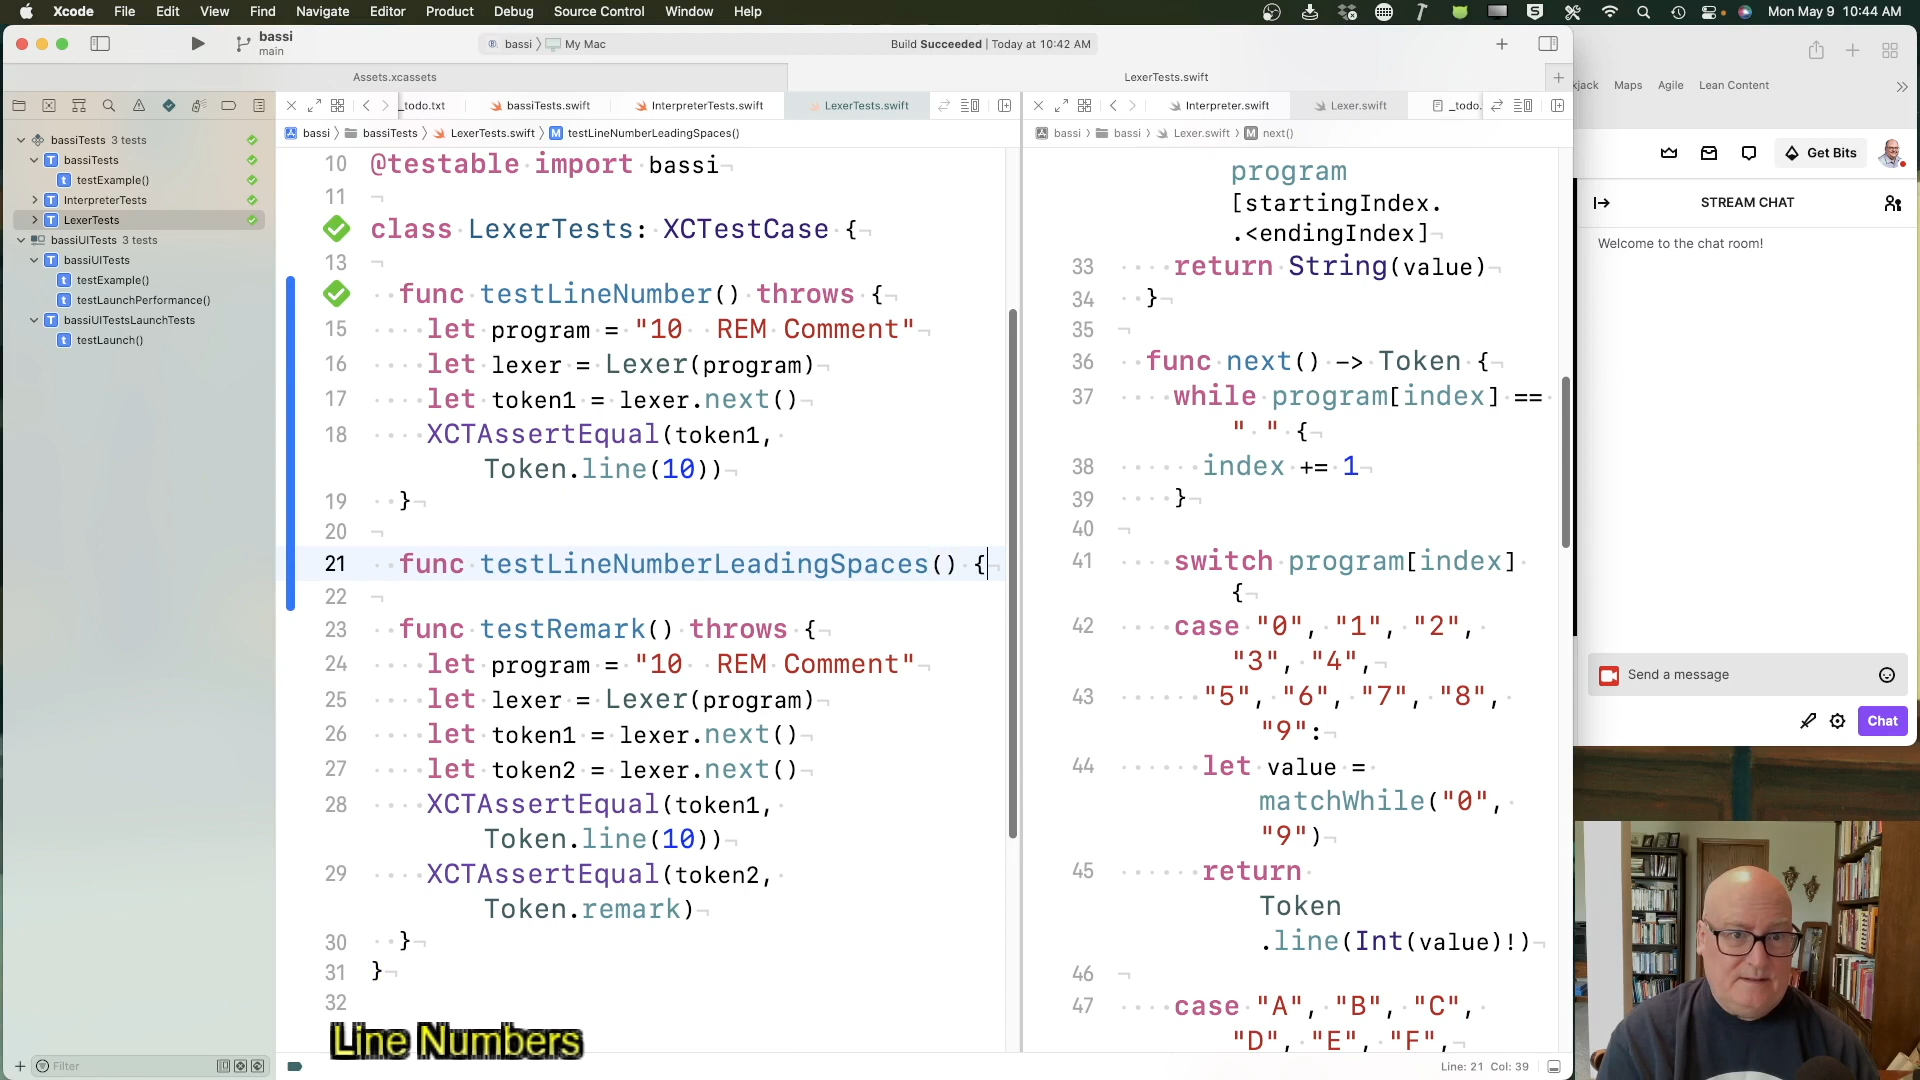 Xcode File Edit View Find Navigate Editor Product Debug Source Control Window Help Mon May 9 10:44 AM
bassi
main
bassi My Mac Build Succeeded | Today at 10:42 AM
Assets.xcassets LexerTests.swift
_todo.txt bassiTests.swift InterpreterTests.swift LexerTests.swift
bassi bassiTests LexerTests.swift M testLineNumberLeadingSpaces()
bassiTests 3 tests
bassiTests
testExample()
InterpreterTests
LexerTests
bassiUITests 3 tests
bassiUITests
testExample()
testLaunchPerformance()
bassiUITestsLaunchTests
testLaunch()
Filter
10 @testable import bassi
11
class LexerTests: XCTestCase {
13
func testLineNumber() throws {
15 let program = "10  REM Comment"
16 let lexer = Lexer(program)
17 let token1 = lexer.next()
18 XCTAssertEqual(token1,
Token.line(10))
19 }
20
21 func testLineNumberLeadingSpaces() {
22
23 func testRemark() throws {
24 let program = "10  REM Comment"
25 let lexer = Lexer(program)
26 let token1 = lexer.next()
27 let token2 = lexer.next()
28 XCTAssertEqual(token1,
Token.line(10))
29 XCTAssertEqual(token2,
Token.remark)
30 }
31 }
32
Line Numbers
Interpreter.swift Lexer.swift _todo.
bassi bassi Lexer.swift M next()
program
[startingIndex.
.<endingIndex]
33 return String(value)
34 }
35
36 func next() -> Token {
37 while program[index] ==
" " {
38 index += 1
39 }
40
41 switch program[index]
{
42 case "0", "1", "2",
"3", "4",
43 "5", "6", "7", "8",
"9":
44 let value =
matchWhile("0",
"9")
45 return
Token
.line(Int(value)!)
46
47 case "A", "B", "C",
"D", "E", "F",
Line: 21 Col: 39
kjack Maps Agile Lean Content
Get Bits
STREAM CHAT
Welcome to the chat room!
Send a message
Chat